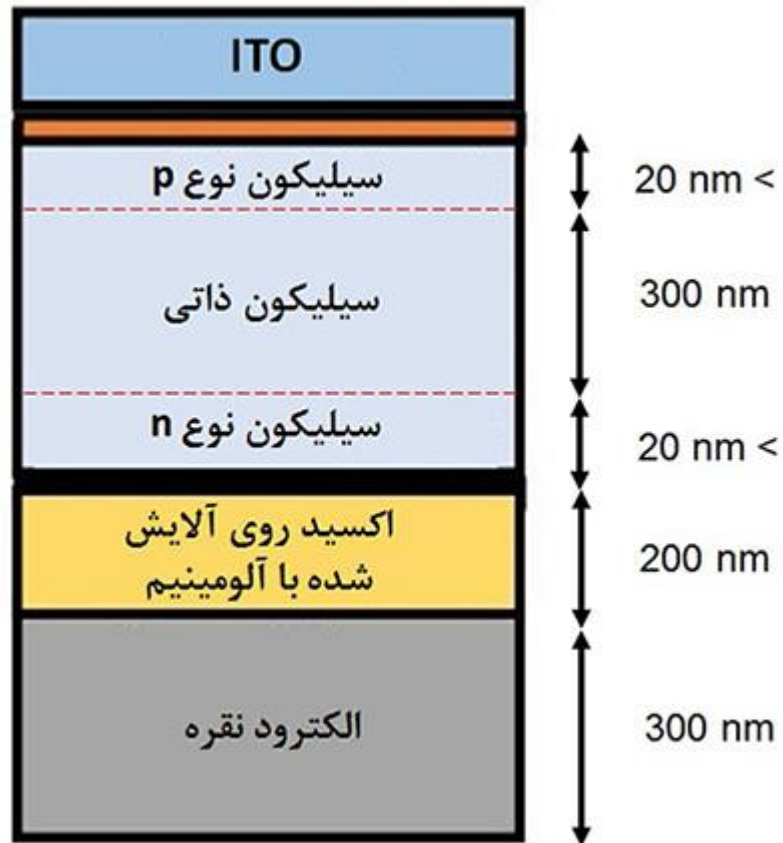 ITO
سیلیکون نوع p
20 nm <
سیلیکون ذاتی
300 nm
سیلیکون نوع n
20 nm <
اکسید روی آلایش
شده با آلومینیم
200 nm
الکترود نقره
300 nm